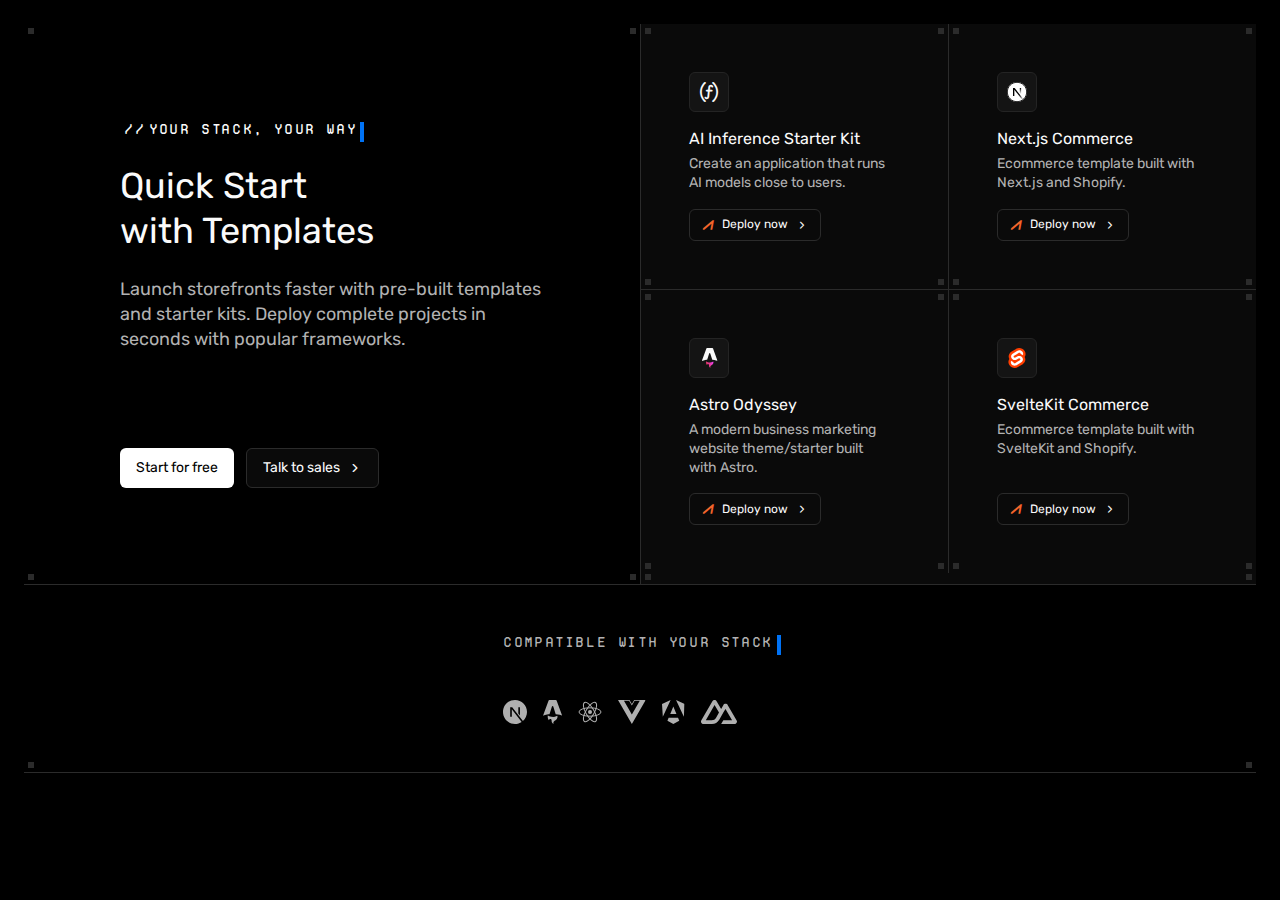 //YOUR STACK, YOUR WAY
Quick Start
with Templates
Launch storefronts faster with pre-built templates
and starter kits. Deploy complete projects in
seconds with popular frameworks.
Start for free
Talk to sales
AI Inference Starter Kit
Create an application that runs
AI models close to users.
Deploy now
Next.js Commerce
Ecommerce template built with
Next.js and Shopify.
Deploy now
Astro Odyssey
A modern business marketing
website theme/starter built
with Astro.
Deploy now
SvelteKit Commerce
Ecommerce template built with
SvelteKit and Shopify.
Deploy now
COMPATIBLE WITH YOUR STACK